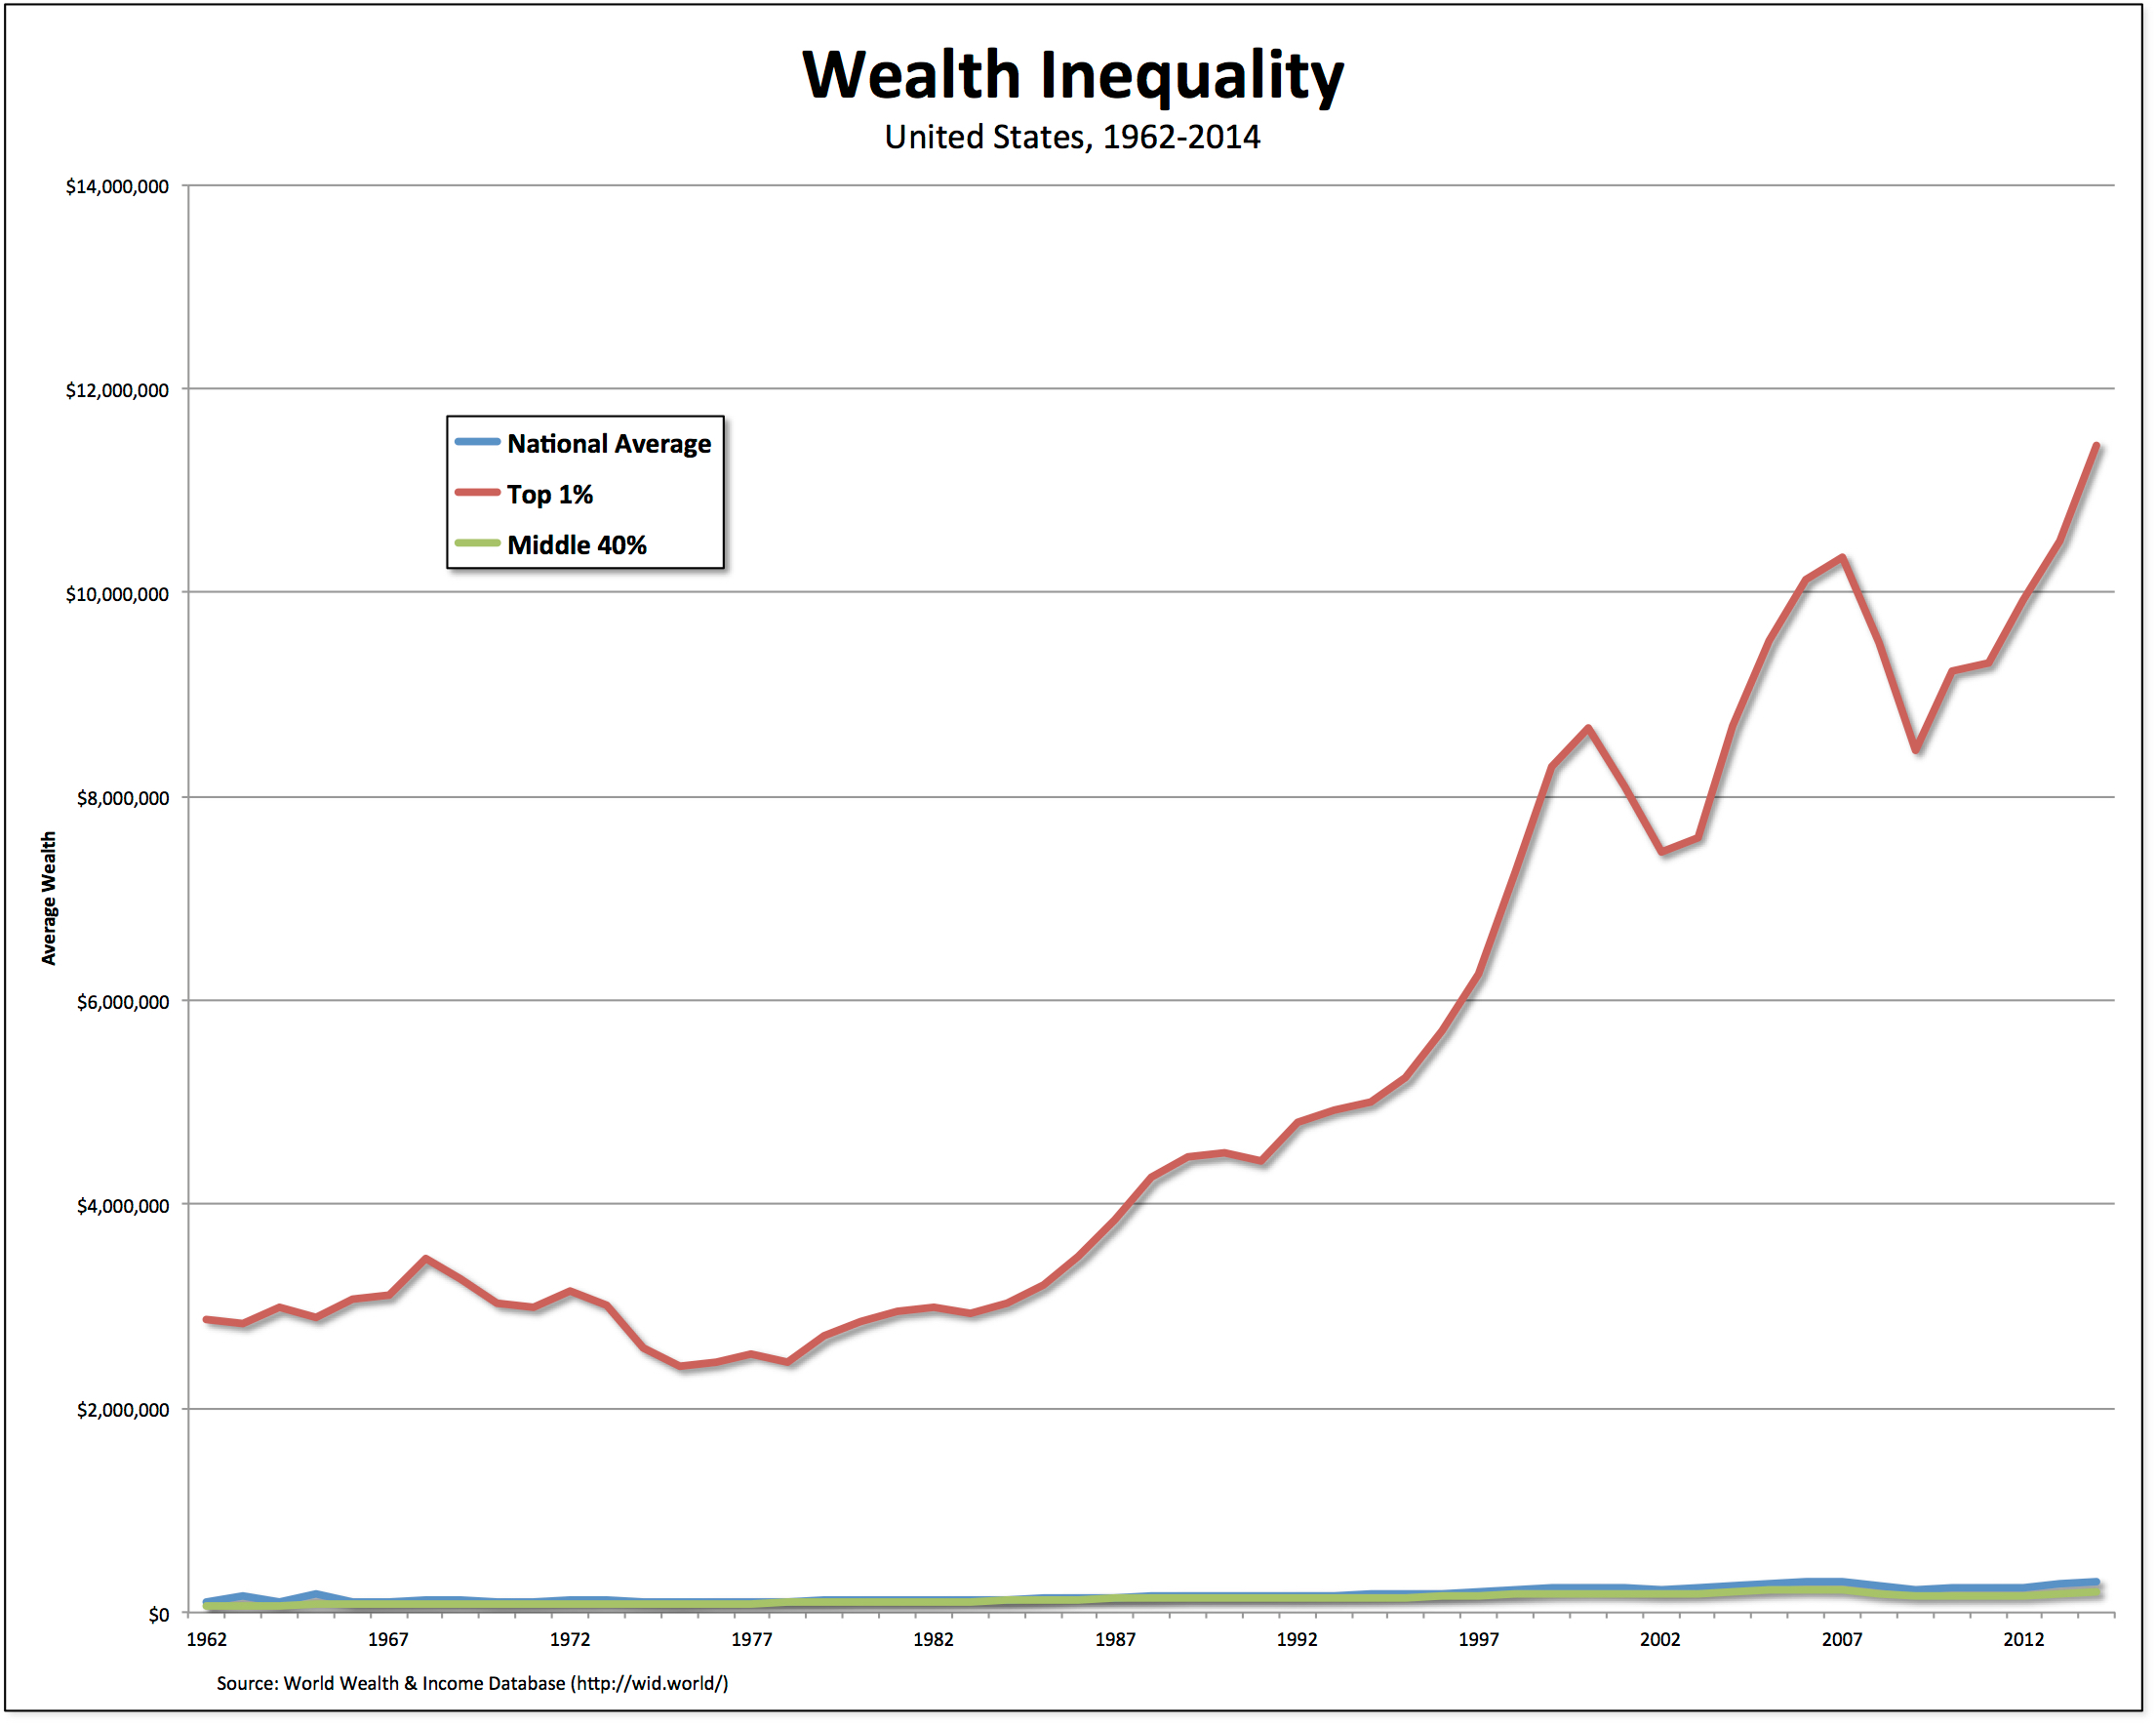 Wealth Inequality
United States, 1962-2014
$14,000,000
$12,000,000
National Average
Top 1%
Middle 40%
$10,000,000
$8,000,000
Average Wealth
$6,000,000
$4,000,000
$2,000,000
$0
1962 1967 1972 1977 1982 1987 1992 1997 2002 2007 2012
Source: World Wealth & Income Database (http://wid.world/)